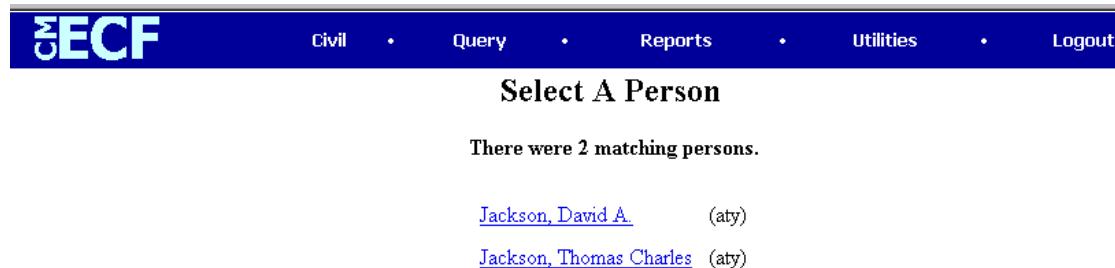 CM ECF Civil • Query • Reports • Utilities • Logout
Select A Person
There were 2 matching persons.
Jackson, David A. (aty)
Jackson, Thomas Charles (aty)